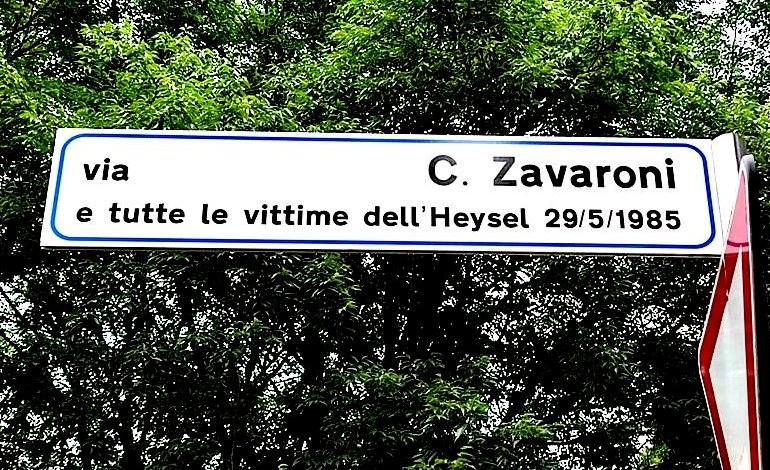 via C. Zavaroni
e tutte le vittime dell'Heysel 29/5/1985